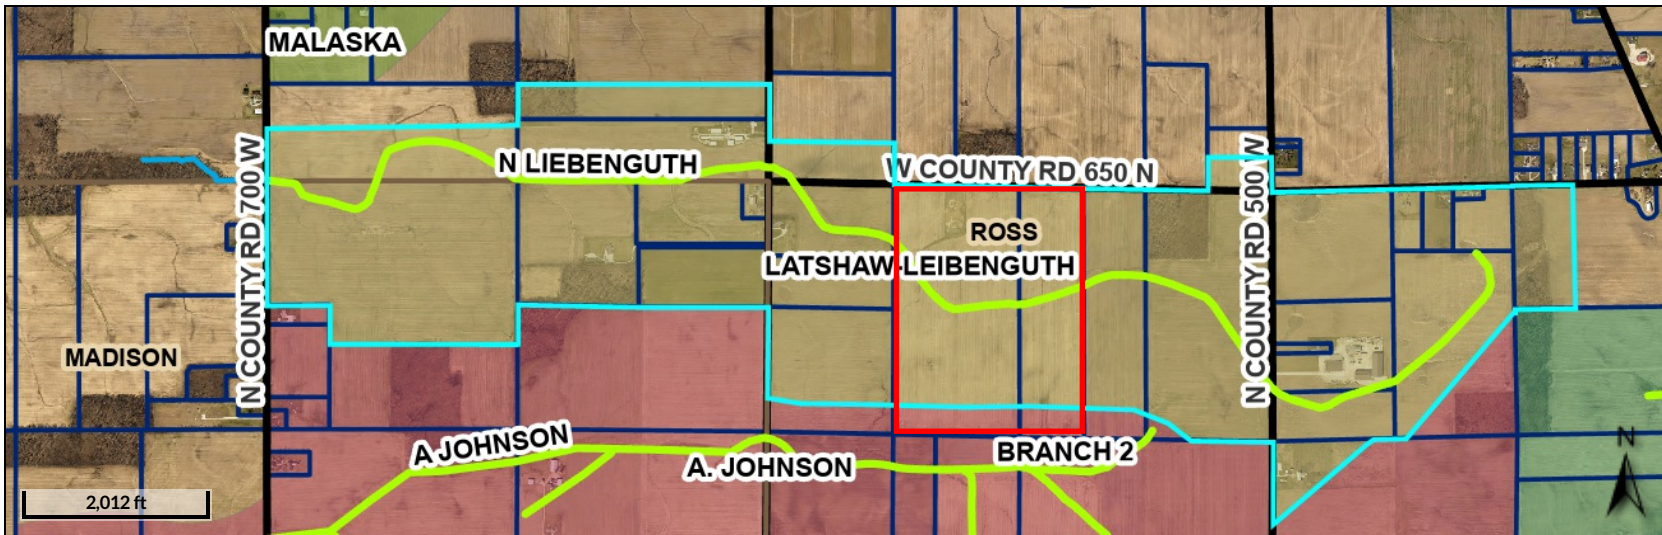 MALASKA
N LIEBENGUTH
W COUNTY RD 650 N
N COUNTY RD 700 W
N COUNTY RD 500 W
ROSS
LATSHAW-LEIBENGUTH
MADISON
A JOHNSON
A. JOHNSON
BRANCH 2
N
2,012 ft